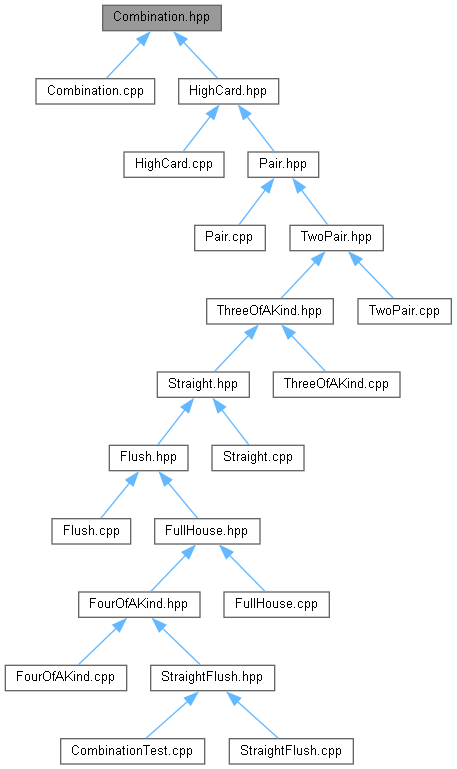 Combination.hpp
Combination.cpp
HighCard.hpp
HighCard.cpp
Pair.hpp
Pair.cpp
TwoPair.hpp
ThreeOfAKind.hpp
TwoPair.cpp
Straight.hpp
ThreeOfAKind.cpp
Flush.hpp
Straight.cpp
Flush.cpp
FullHouse.hpp
FourOfAKind.hpp
FullHouse.cpp
FourOfAKind.cpp
StraightFlush.hpp
CombinationTest.cpp
StraightFlush.cpp